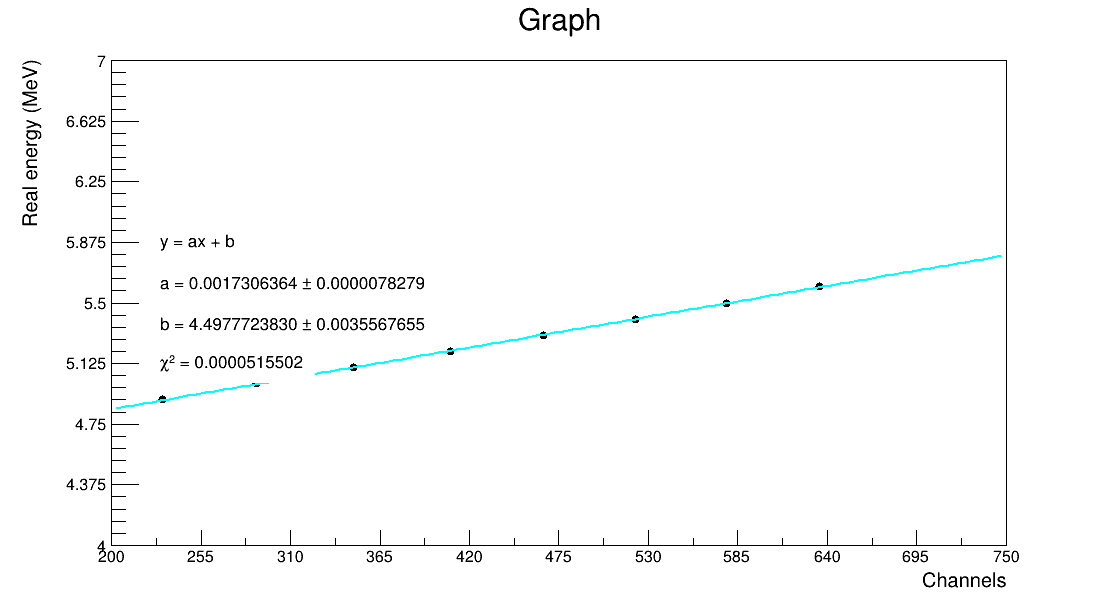 Graph
Real energy (MeV)
7
6.625
6.25
5.875
5.5
5.125
4.75
4.375
4
y = ax + b
a = 0.0017306364 ± 0.0000078279
b = 4.4977723830 ± 0.0035567655
χ² = 0.0000515502
200 255 310 365 420 475 530 585 640 695 750
Channels